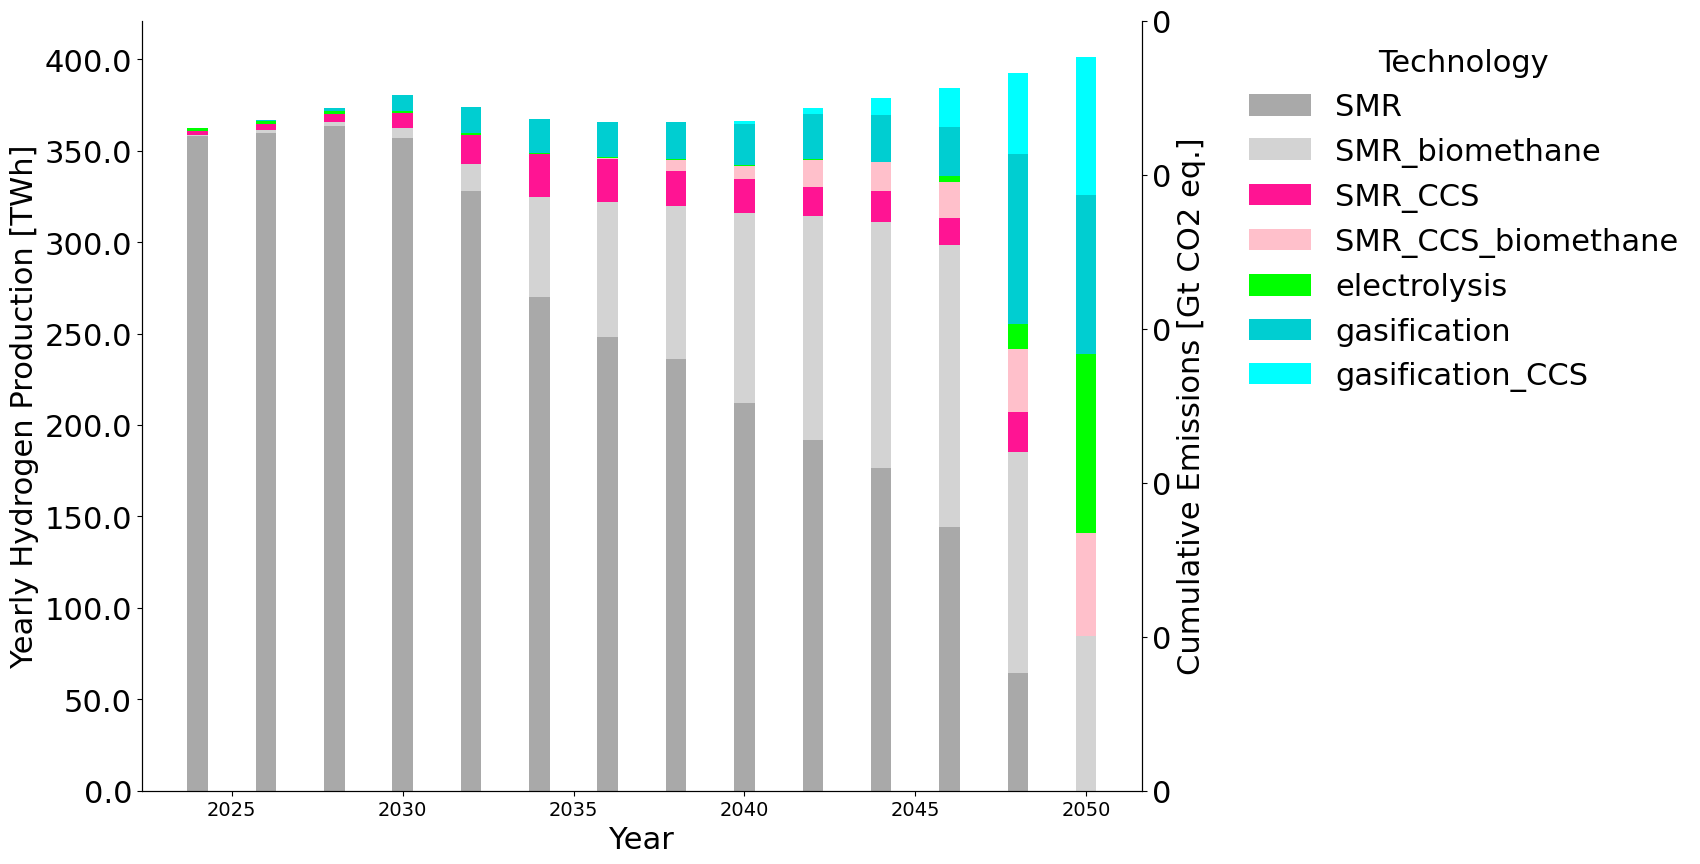 Yearly Hydrogen Production [TWh]
400.0
350.0
300.0
250.0
200.0
150.0
100.0
50.0
0.0
2025
2030
2035
2040
2045
2050
Year
0
0
0
0
0
0
Cumulative Emissions [Gt CO2 eq.]
Technology
SMR
SMR_biomethane
SMR_CCS
SMR_CCS_biomethane
electrolysis
gasification
gasification_CCS